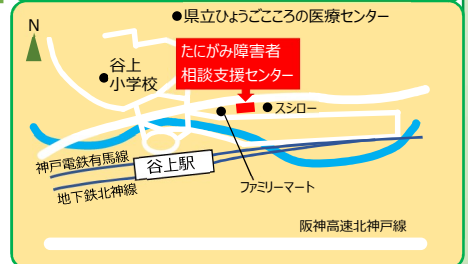 県立ひょうごこころの医療センター
N
たにがみ障害者
相談支援センター
谷上
小学校
スシロー
神戸電鉄有馬線
谷上駅
地下鉄北神線
ファミリーマート
阪神高速北神戸線